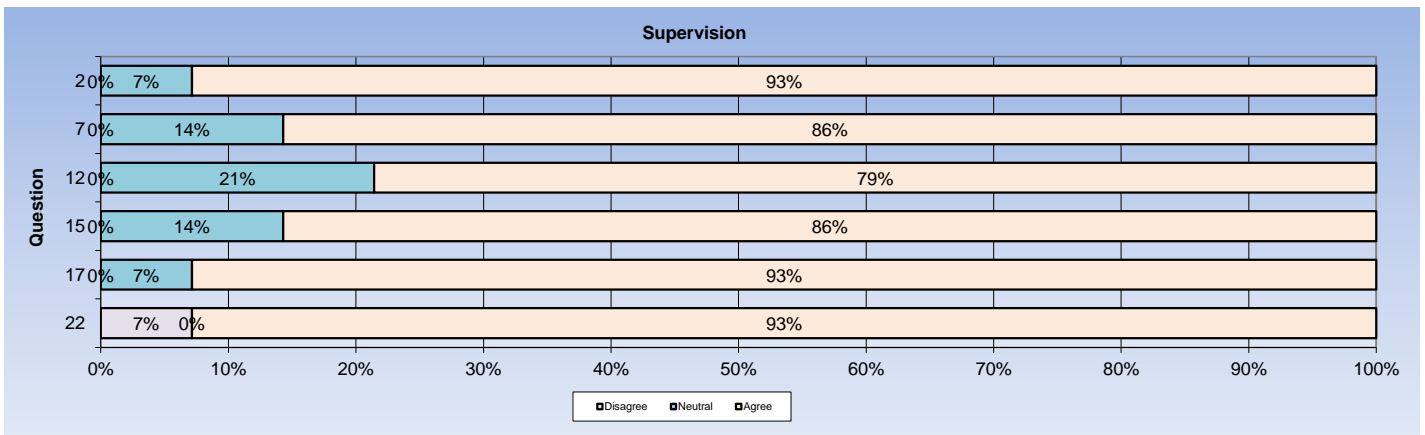 Supervision
Question
2 0% 7% 93%
7 0% 14% 86%
12 0% 21% 79%
15 0% 14% 86%
17 0% 7% 93%
22 7% 0% 93%
0% 10% 20% 30% 40% 50% 60% 70% 80% 90% 100%
Disagree Neutral Agree